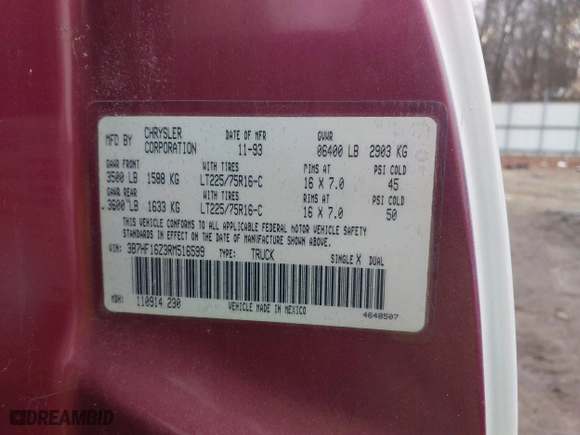 MFD BY CHRYSLER CORPORATION DATE OF MFR 11-93 GVWR 06400 LB 2903 KG
GAWR FRONT WITH TIRES RIMS AT PSI COLD
3500 LB 1588 KG LT225/75R16-C 16 X 7.0 45
GAWR REAR WITH TIRES RIMS AT PSI COLD
3600 LB 1633 KG LT225/75R16-C 16 X 7.0 50
THIS VEHICLE CONFORMS TO ALL APPLICABLE FEDERAL MOTOR VEHICLE SAFETY
STANDARDS IN EFFECT ON THE DATE OF MANUFACTURE SHOWN ABOVE.
VIN: 3B7HF16Z3RM516599 TYPE: TRUCK SINGLE X DUAL
MDH: 110914 230 VEHICLE MADE IN MEXICO 4648507
DREAMBID